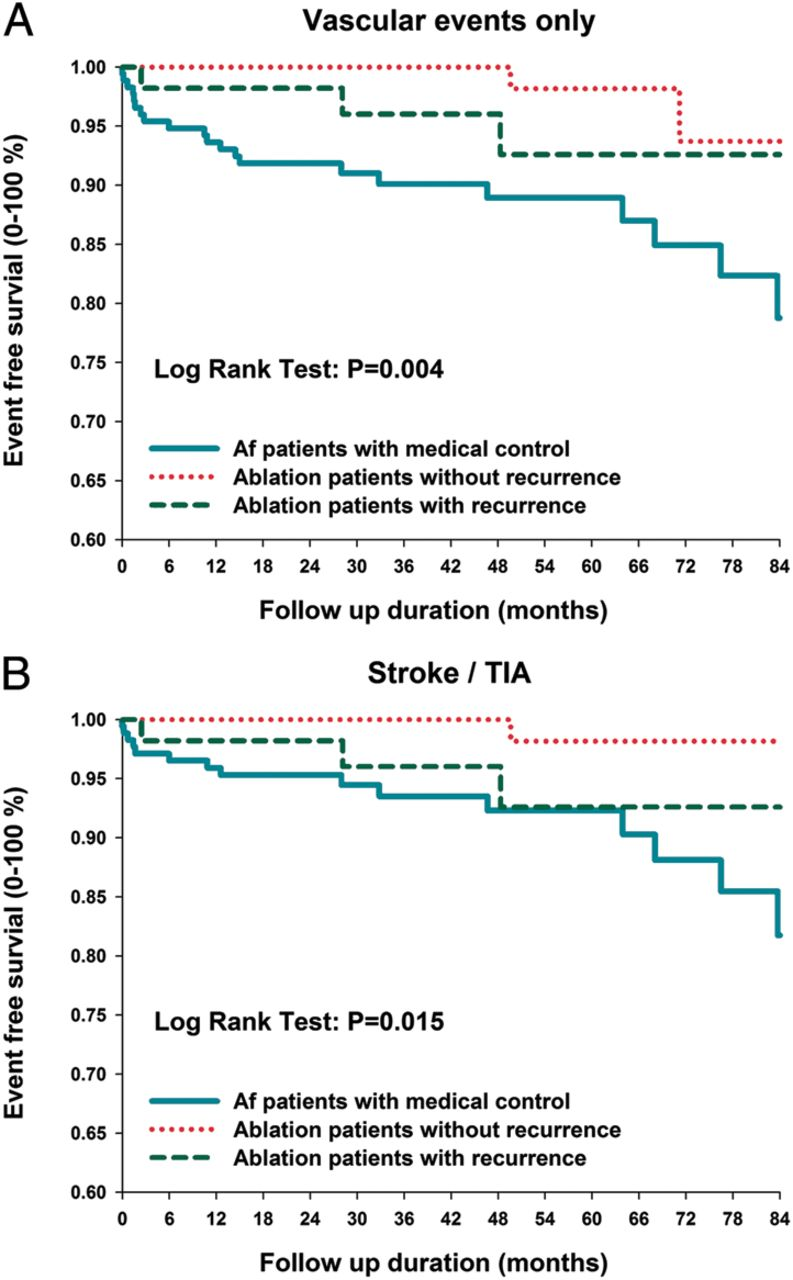 A
Vascular events only
Event free survial (0-100 %)
1.00
0.95
0.90
0.85
0.80
0.75
0.70
0.65
0.60
Log Rank Test: P=0.004
Af patients with medical control
Ablation patients without recurrence
Ablation patients with recurrence
0 6 12 18 24 30 36 42 48 54 60 66 72 78 84
Follow up duration (months)
B
Stroke / TIA
Event free survial (0-100 %)
1.00
0.95
0.90
0.85
0.80
0.75
0.70
0.65
0.60
Log Rank Test: P=0.015
Af patients with medical control
Ablation patients without recurrence
Ablation patients with recurrence
0 6 12 18 24 30 36 42 48 54 60 66 72 78 84
Follow up duration (months)